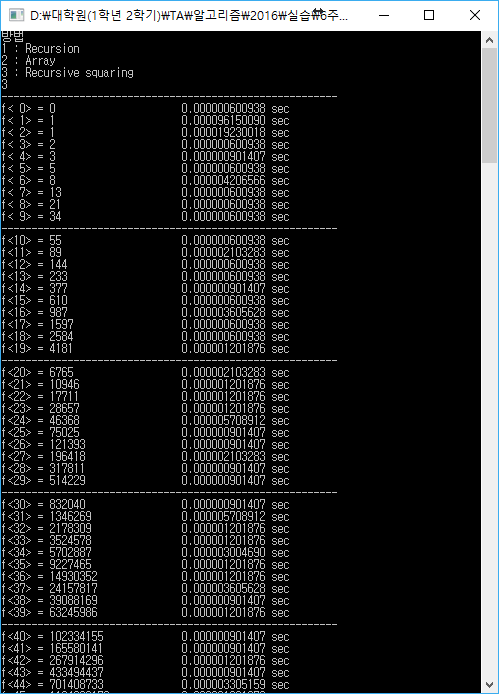 D:\대학원(1학년 2학기)\TA\알고리즘\2016\실습\6주...
방법
1 : Recursion
2 : Array
3 : Recursive squaring
3
--------------------------------------------------------
f< 0> = 0 0.000000600938 sec
f< 1> = 1 0.000096150090 sec
f< 2> = 1 0.000019230018 sec
f< 3> = 2 0.000000600938 sec
f< 4> = 3 0.000000901407 sec
f< 5> = 5 0.000000600938 sec
f< 6> = 8 0.000004206566 sec
f< 7> = 13 0.000000600938 sec
f< 8> = 21 0.000000600938 sec
f< 9> = 34 0.000000600938 sec
--------------------------------------------------------
f<10> = 55 0.000000600938 sec
f<11> = 89 0.000002103283 sec
f<12> = 144 0.000000600938 sec
f<13> = 233 0.000000600938 sec
f<14> = 377 0.000000901407 sec
f<15> = 610 0.000000600938 sec
f<16> = 987 0.000003605628 sec
f<17> = 1597 0.000000600938 sec
f<18> = 2584 0.000000600938 sec
f<19> = 4181 0.000001201876 sec
--------------------------------------------------------
f<20> = 6765 0.000002103283 sec
f<21> = 10946 0.000001201876 sec
f<22> = 17711 0.000001201876 sec
f<23> = 28657 0.000001201876 sec
f<24> = 46368 0.000005708912 sec
f<25> = 75025 0.000000901407 sec
f<26> = 121393 0.000000901407 sec
f<27> = 196418 0.000002103283 sec
f<28> = 317811 0.000000901407 sec
f<29> = 514229 0.000000901407 sec
--------------------------------------------------------
f<30> = 832040 0.000000901407 sec
f<31> = 1346269 0.000005708912 sec
f<32> = 2178309 0.000001201876 sec
f<33> = 3524578 0.000001201876 sec
f<34> = 5702887 0.000003004690 sec
f<35> = 9227465 0.000001201876 sec
f<36> = 14930352 0.000001201876 sec
f<37> = 24157817 0.000003605628 sec
f<38> = 39088169 0.000000901407 sec
f<39> = 63245986 0.000001201876 sec
--------------------------------------------------------
f<40> = 102334155 0.000000901407 sec
f<41> = 165580141 0.000000901407 sec
f<42> = 267914296 0.000001201876 sec
f<43> = 433494437 0.000000901407 sec
f<44> = 701408733 0.000003305159 sec